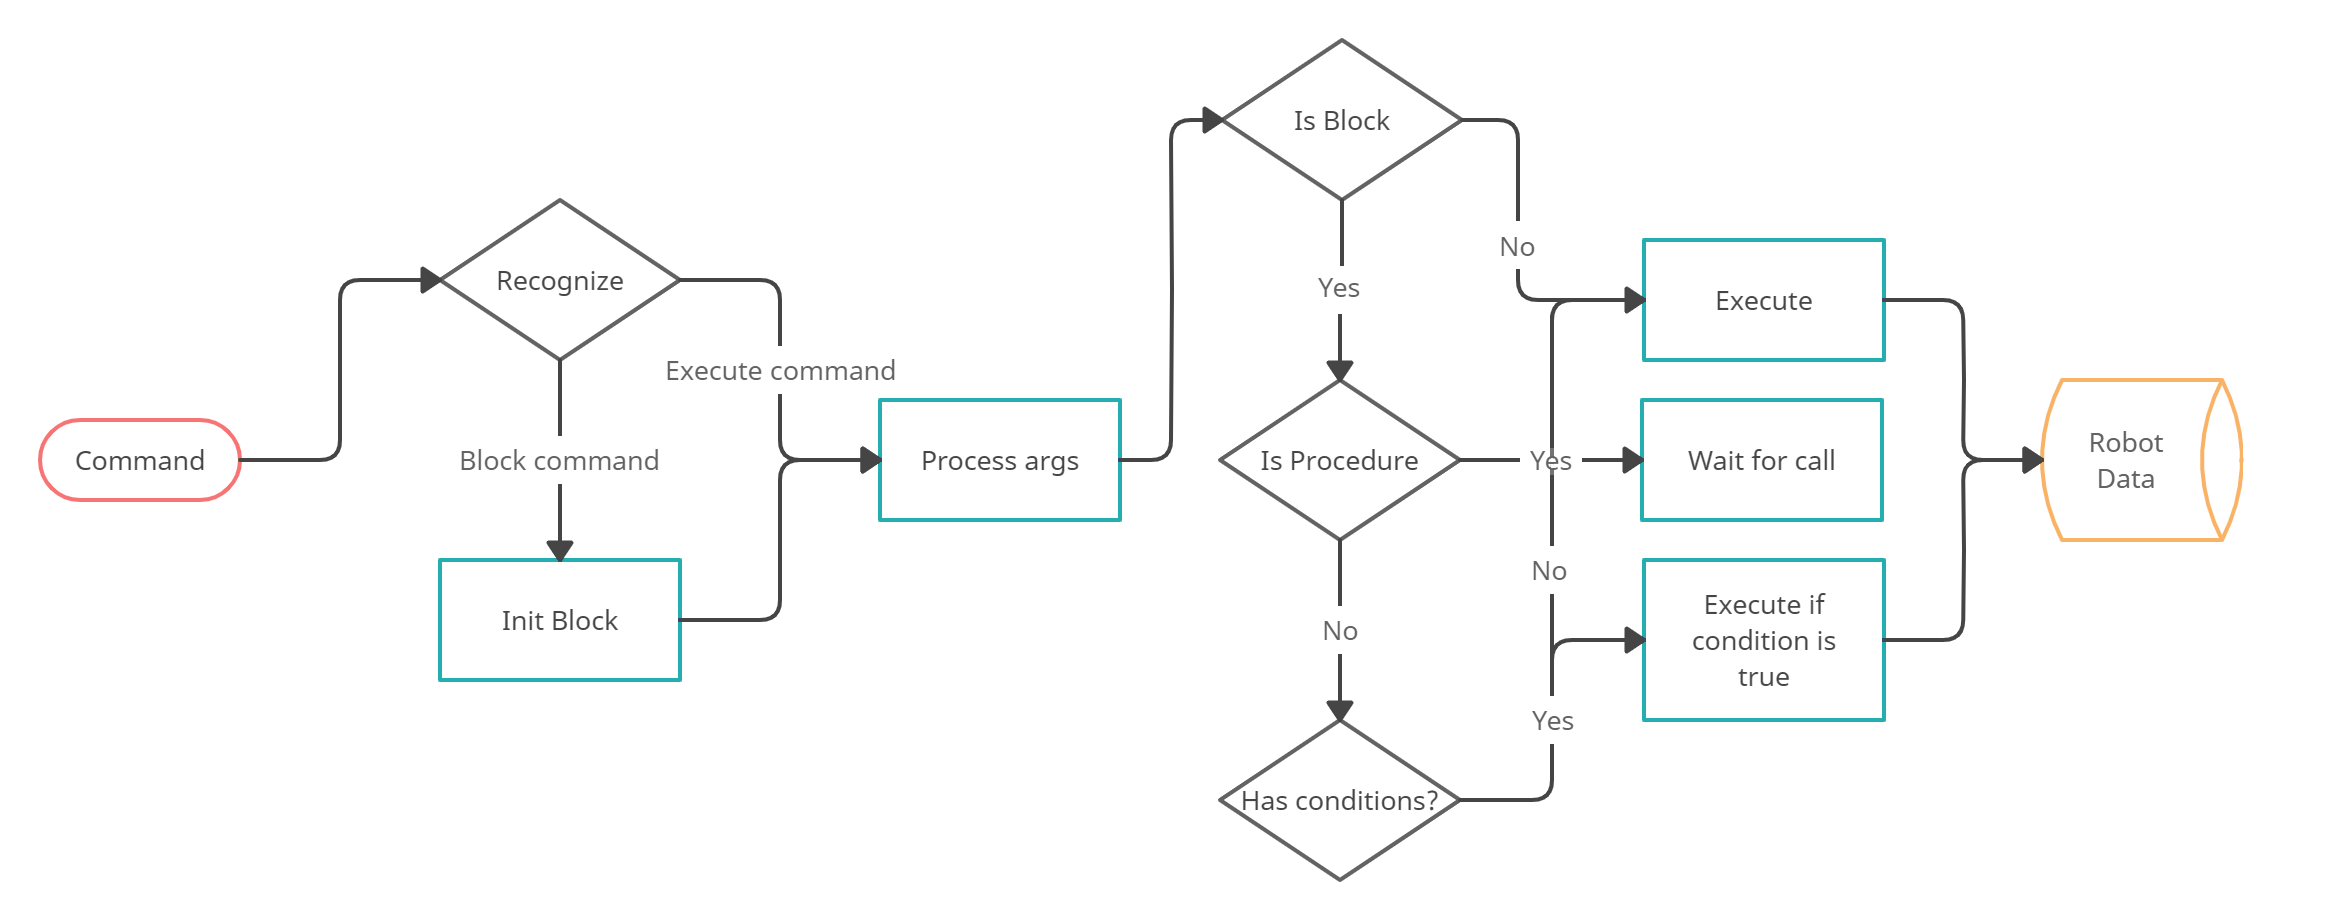 Command
Recognize
Execute command
Block command
Init Block
Process args
Is Block
Yes
No
Is Procedure
Yes
No
Has conditions?
No
Yes
Execute
Wait for call
Execute if
condition is
true
Robot
Data